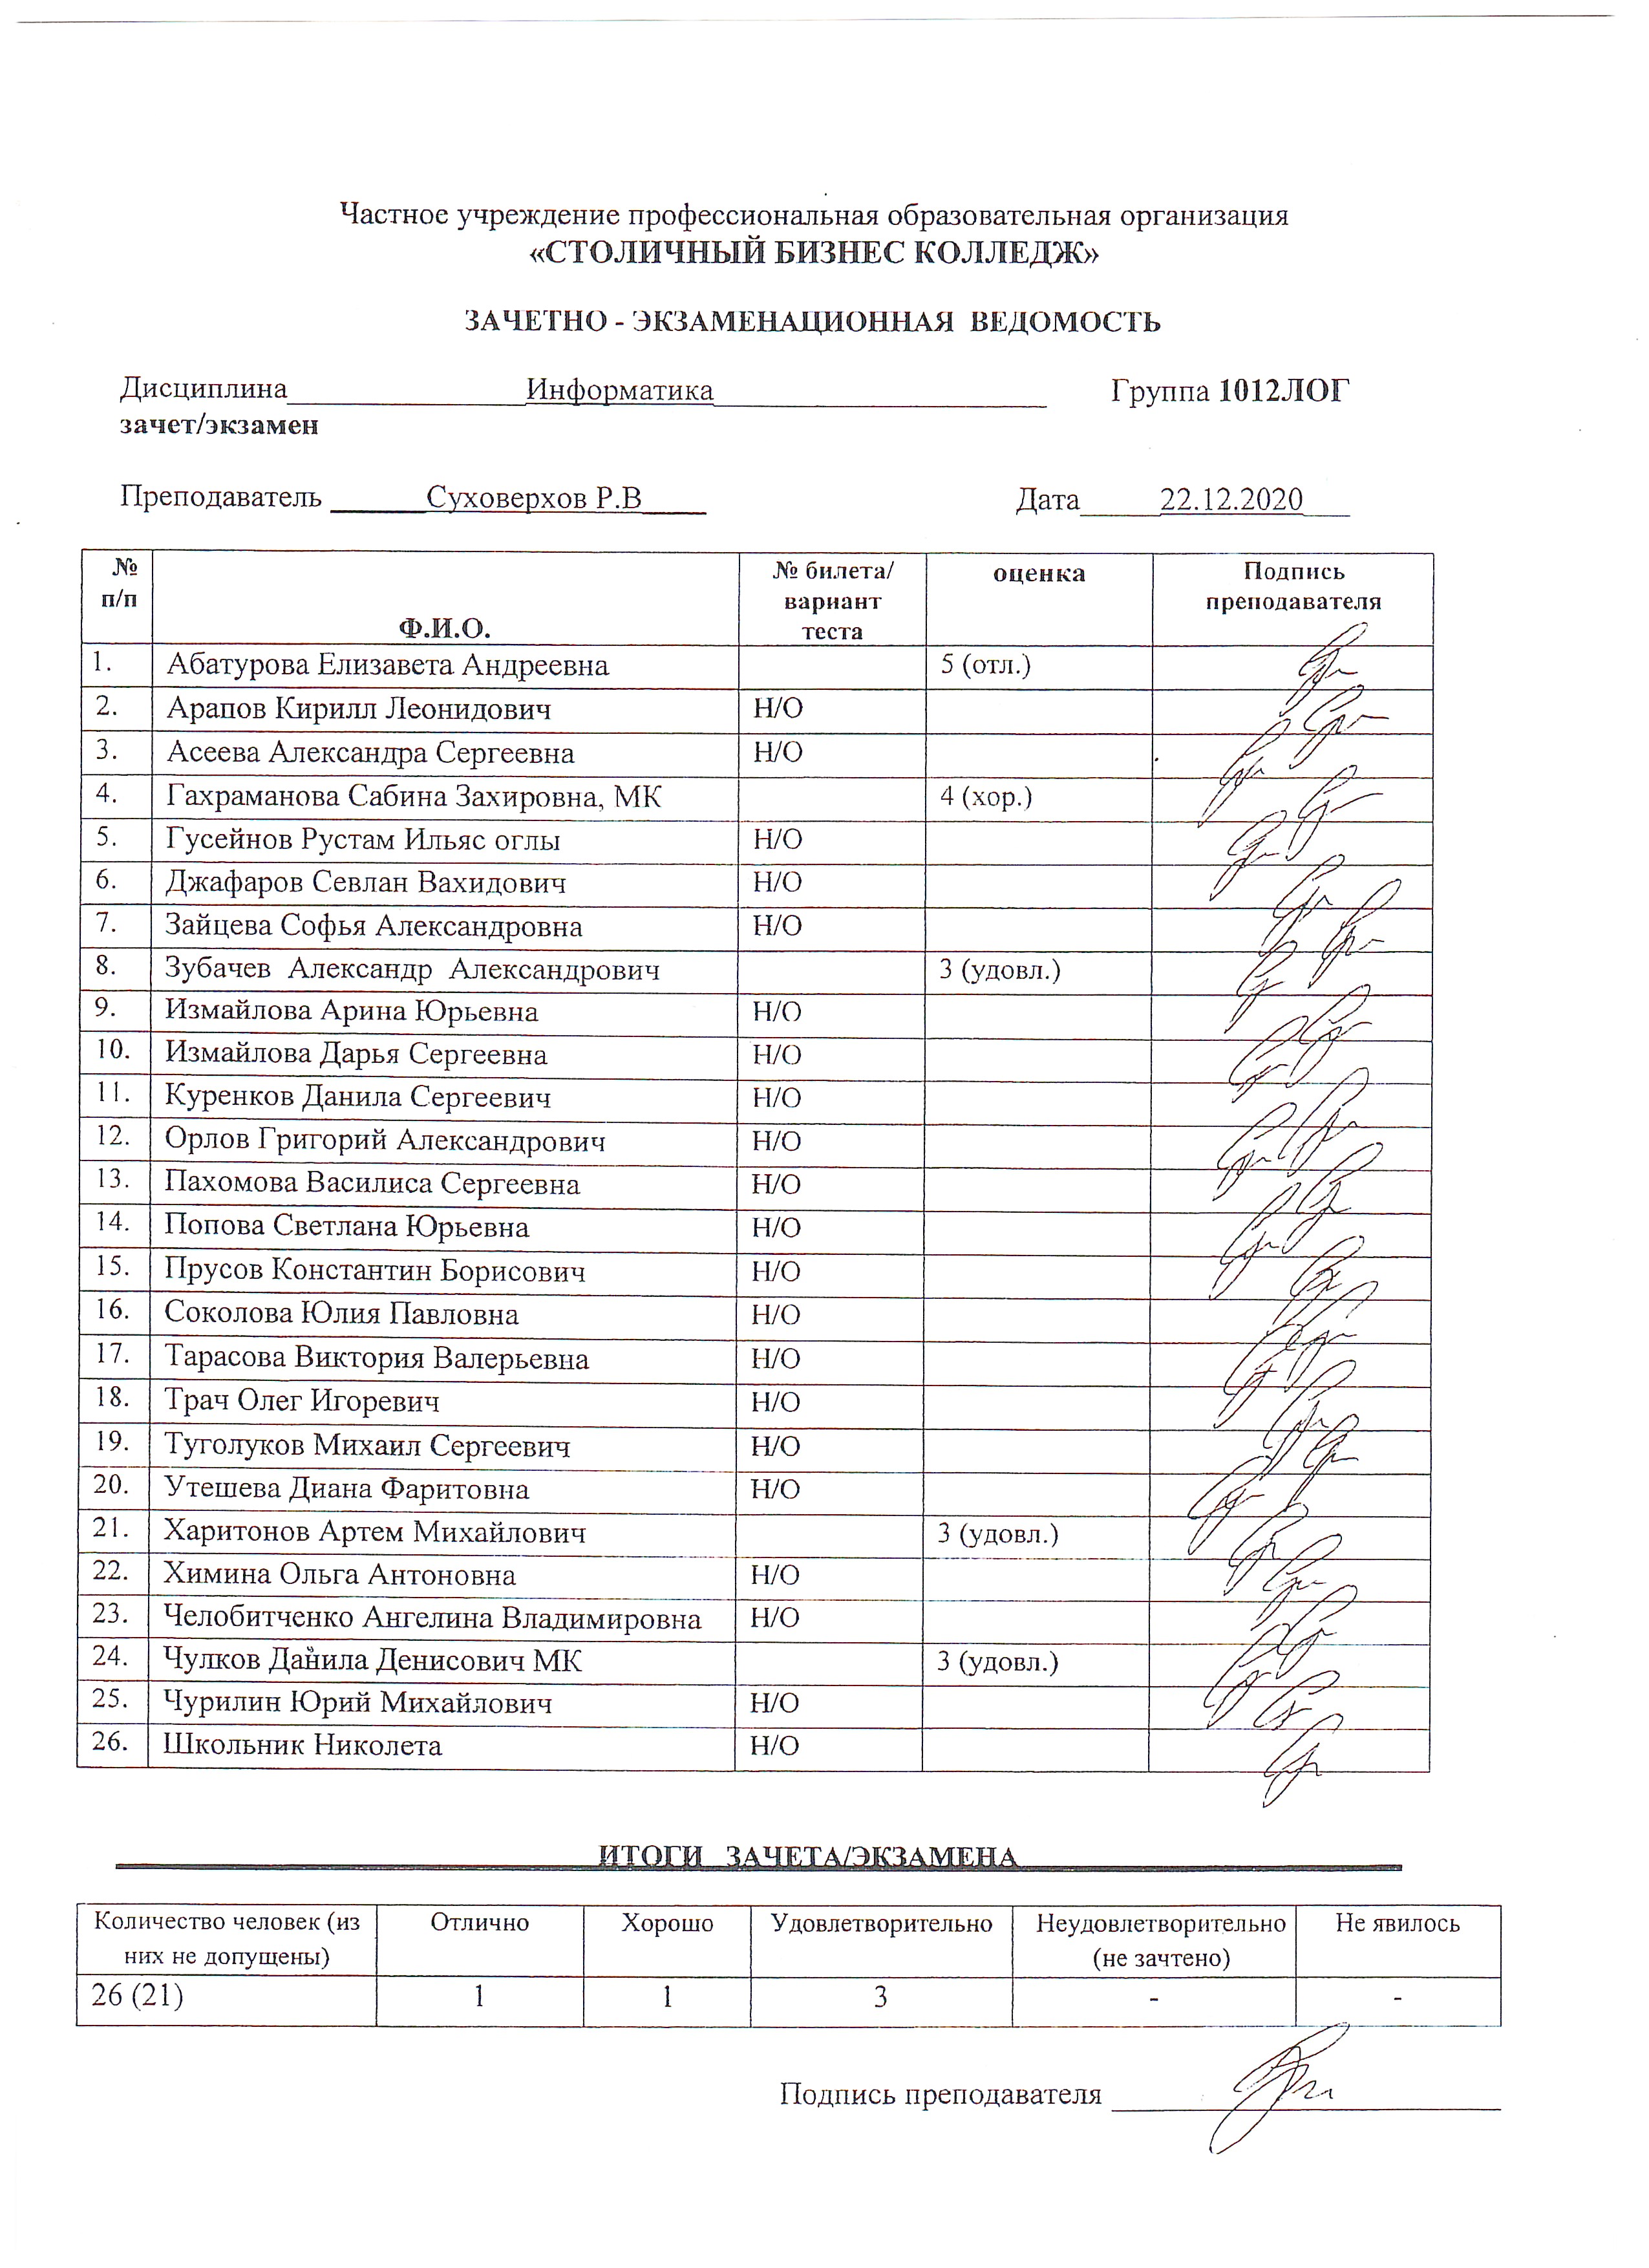 Частное учреждение профессиональная образовательная организация
«СТОЛИЧНЫЙ БИЗНЕС КОЛЛЕДЖ»
ЗАЧЕТНО - ЭКЗАМЕНАЦИОННАЯ ВЕДОМОСТЬ
Дисциплина Информатика Группа 1012ЛОГ
зачет/экзамен
Преподаватель Суховерхов Р.В Дата 22.12.2020
№ п/п Ф.И.О. № билета/ вариант теста оценка Подпись преподавателя
1. Абатурова Елизавета Андреевна 5 (отл.)
2. Арапов Кирилл Леонидович Н/О
3. Асеева Александра Сергеевна Н/О
4. Гахраманова Сабина Захировна, МК 4 (хор.)
5. Гусейнов Рустам Ильяс оглы Н/О
6. Джафаров Севлан Вахидович Н/О
7. Зайцева Софья Александровна Н/О
8. Зубачев Александр Александрович 3 (удовл.)
9. Измайлова Арина Юрьевна Н/О
10. Измайлова Дарья Сергеевна Н/О
11. Куренков Данила Сергеевич Н/О
12. Орлов Григорий Александрович Н/О
13. Пахомова Василиса Сергеевна Н/О
14. Попова Светлана Юрьевна Н/О
15. Прусов Константин Борисович Н/О
16. Соколова Юлия Павловна Н/О
17. Тарасова Виктория Валерьевна Н/О
18. Трач Олег Игоревич Н/О
19. Туголуков Михаил Сергеевич Н/О
20. Утешева Диана Фаритовна Н/О
21. Харитонов Артем Михайлович 3 (удовл.)
22. Химина Ольга Антоновна Н/О
23. Челобитченко Ангелина Владимировна Н/О
24. Чулков Данила Денисович МК 3 (удовл.)
25. Чурилин Юрий Михайлович Н/О
26. Школьник Николета Н/О
ИТОГИ ЗАЧЕТА/ЭКЗАМЕНА
Количество человек (из них не допущены) Отлично Хорошо Удовлетворительно Неудовлетворительно (не зачтено) Не явилось
26 (21) 1 1 3 - -
Подпись преподавателя